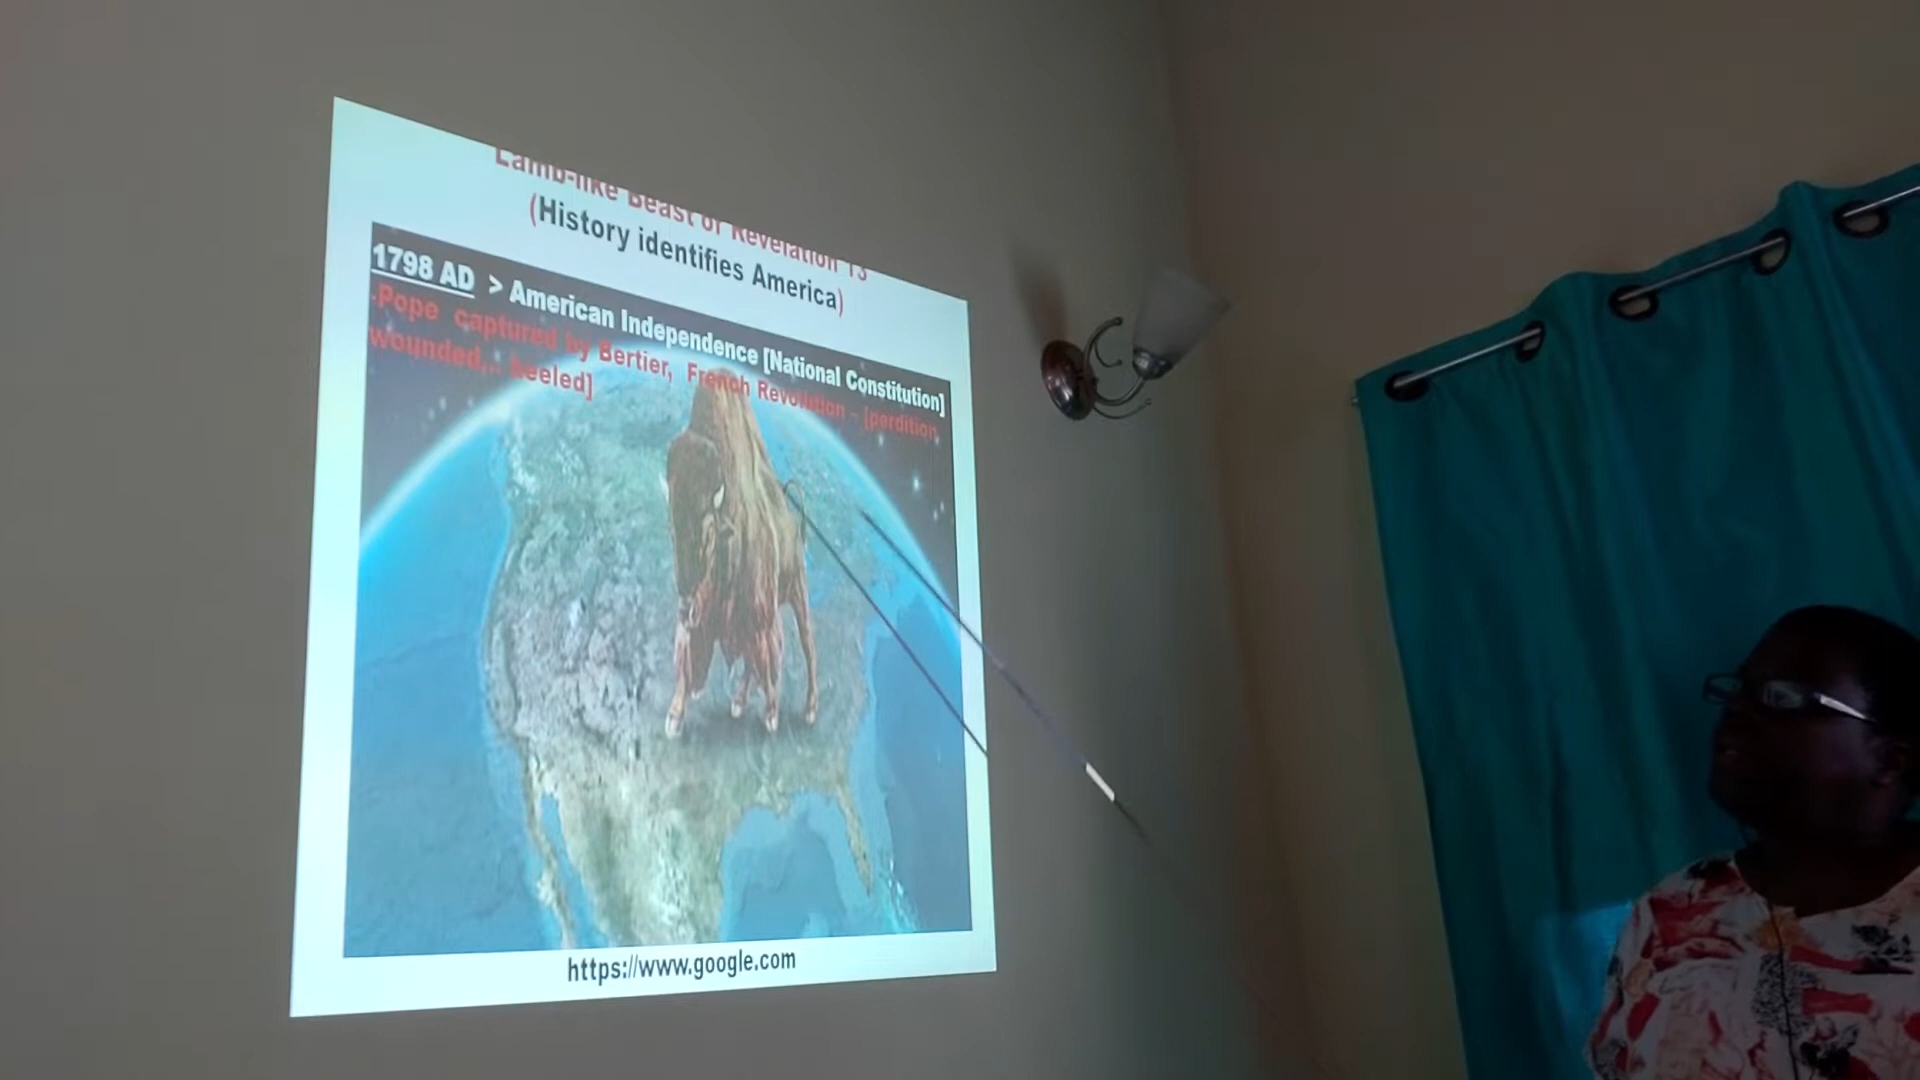 Lamb-like Beast of Revelation 13
(History identifies America)
1798 AD > American Independence [National Constitution]
-Pope captured by Bertier, French Revolution - [perdition
wounded... heeled]
https://www.google.com